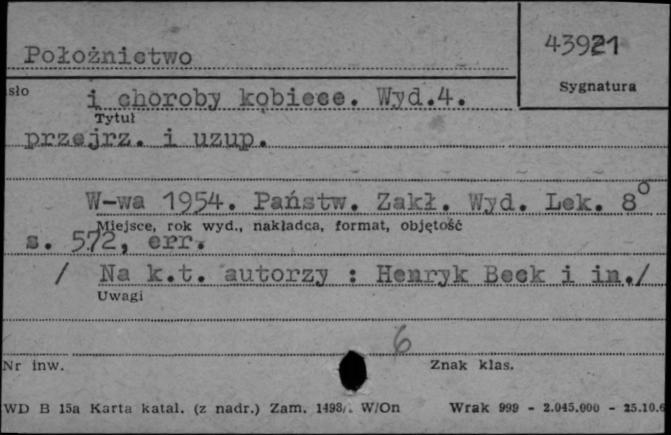 Położnictwo
43921
Sygnatura
sło
i choroby kobiece. Wyd.4.
Tytuł
przejrz. i uzup.
W-wa 1954. Państw. Zakł. Wyd. Lek. 8°
Miejsce, rok wyd., nakładca, format, objętość
s. 572, err.
/ Na k.t. autorzy : Henryk Beck i in./
Uwagi
6
Nr inw.
Znak klas.
WD B 15a Karta katal. (z nadr.) Zam. 1498/. W/On
Wrak 999 - 2.045.000 - 25.10.6